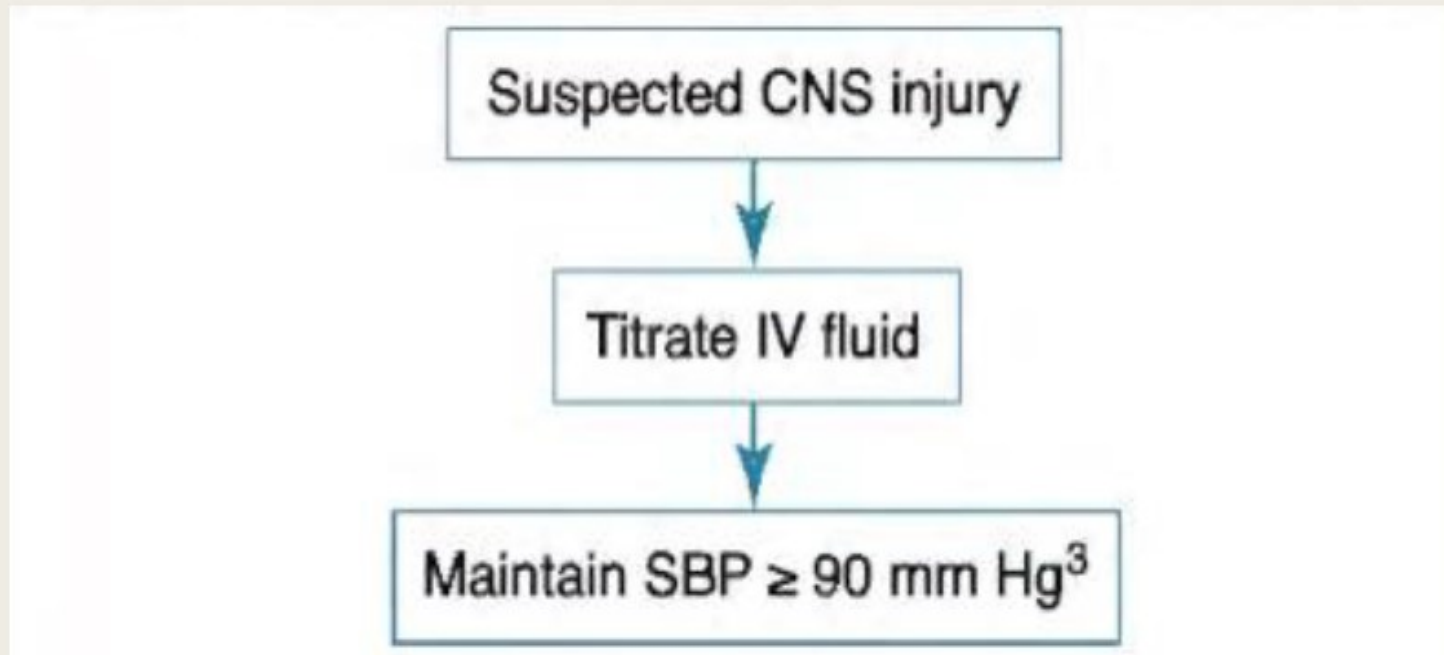 Suspected CNS injury
Titrate IV fluid
Maintain SBP ≥ 90 mm Hg³